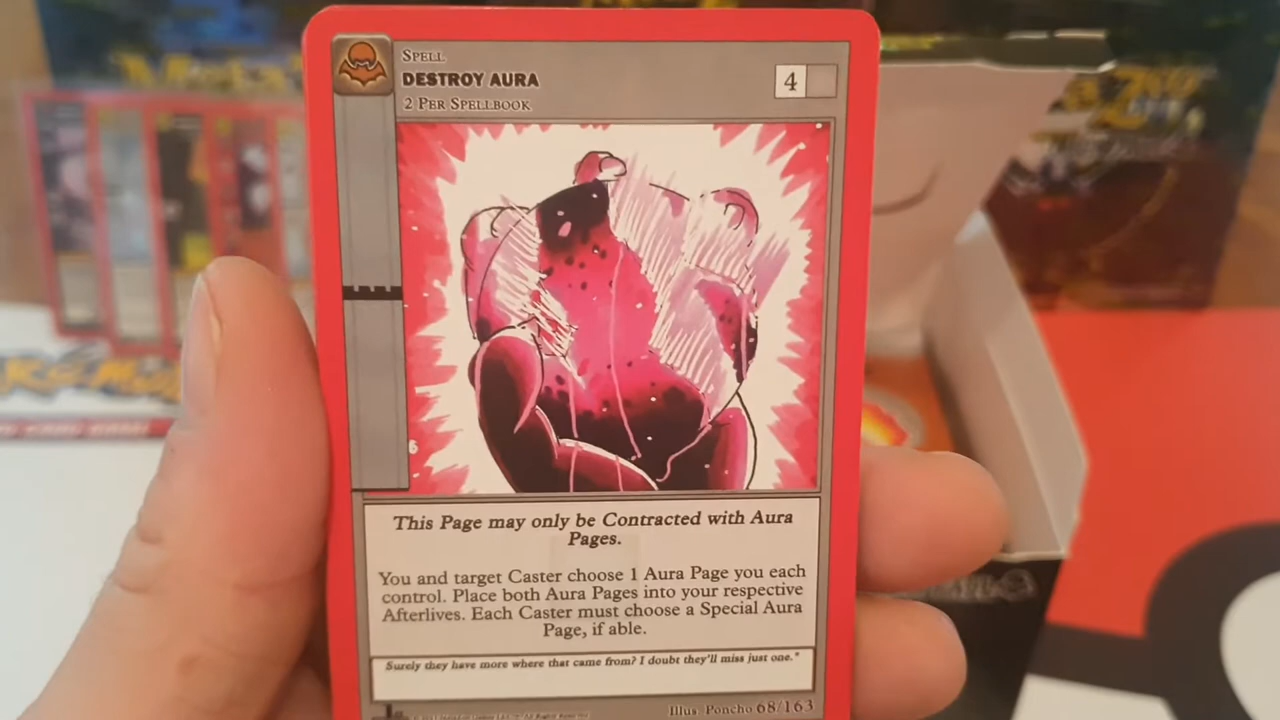 SPELL
DESTROY AURA
2 PER SPELLBOOK
4
This Page may only be Contracted with Aura
Pages.
You and target Caster choose 1 Aura Page you each
control. Place both Aura Pages into your respective
Afterlives. Each Caster must choose a Special Aura
Page, if able.
Surely they have more where that came from? I doubt they'll miss just one."
Illus. Poncho 68/163